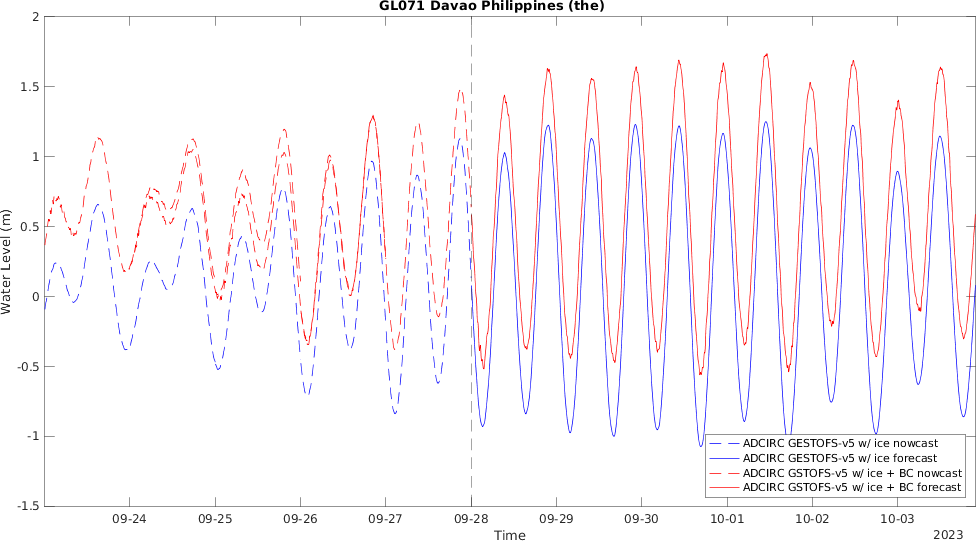 GL071 Davao Philippines (the)
2
1.5
1
0.5
0
-0.5
-1
-1.5
Water Level (m)
ADCIRC GESTOFS-v5 w/ ice nowcast
ADCIRC GESTOFS-v5 w/ ice forecast
ADCIRC GSTOFS-v5 w/ ice + BC nowcast
ADCIRC GSTOFS-v5 w/ ice + BC forecast
09-24 09-25 09-26 09-27 09-28 09-29 09-30 10-01 10-02 10-03
Time
2023